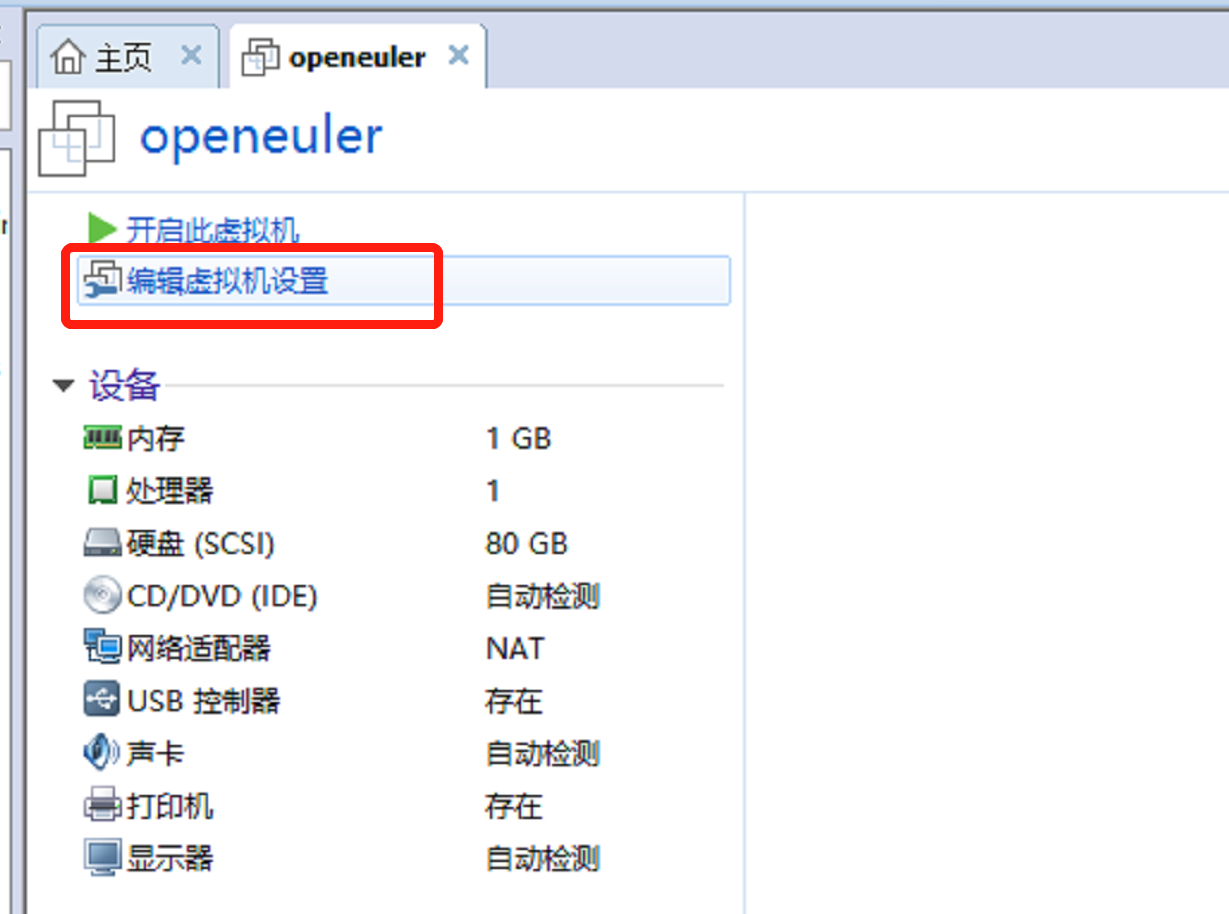 主页
openeuler
openeuler
开启此虚拟机
编辑虚拟机设置
设备
内存 1 GB
处理器 1
硬盘 (SCSI) 80 GB
CD/DVD (IDE) 自动检测
网络适配器 NAT
USB 控制器 存在
声卡 自动检测
打印机 存在
显示器 自动检测